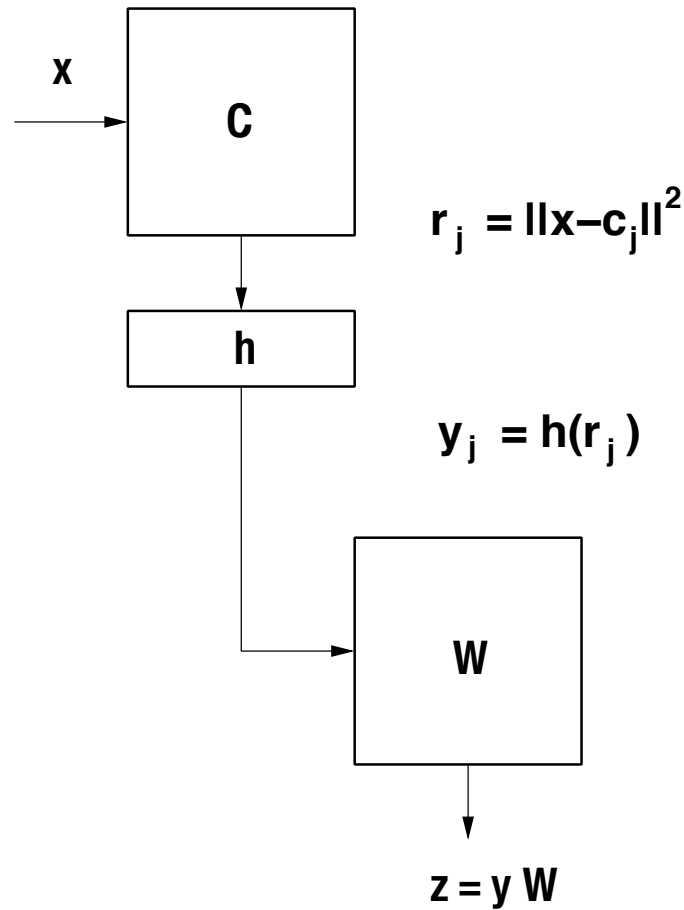 x
C
r_j = ||x−c_j||^2
h
y_j = h(r_j)
W
z = y W